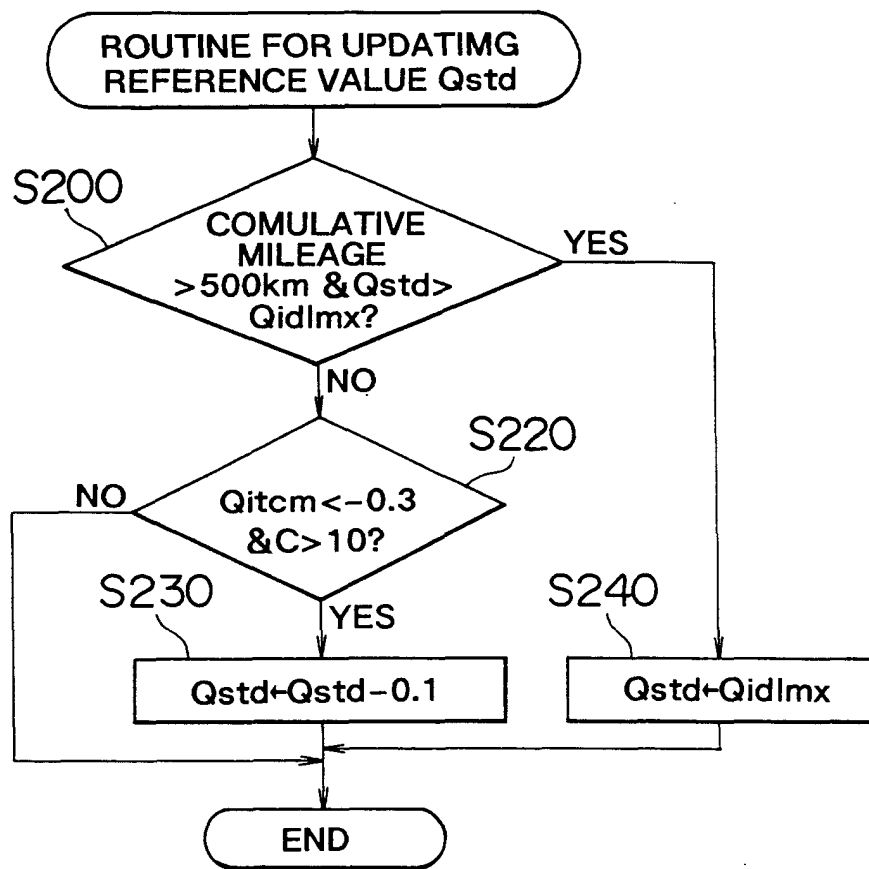 ROUTINE FOR UPDATIMG
REFERENCE VALUE Qstd
S200
COMULATIVE
MILEAGE
>500km &Qstd>
Qidlmx?
YES
NO
S220
NO
Qitcm<-0.3
&C>10?
S230
YES
S240
Qstd←Qstd-0.1
Qstd←Qidlmx
END